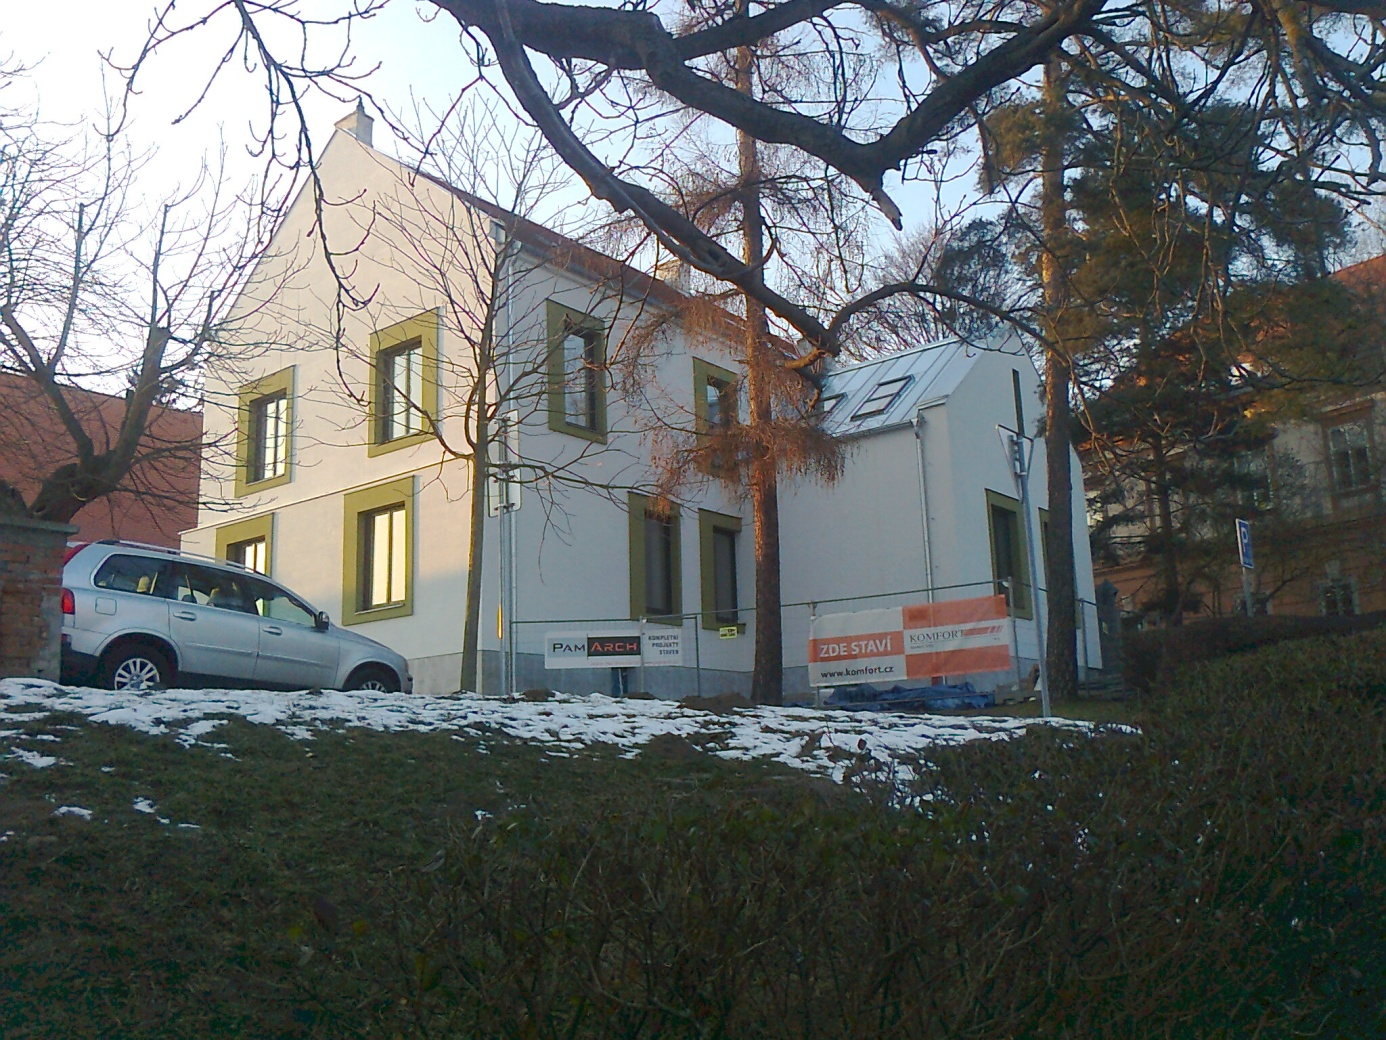 PAMARCH
KOMPLETNÍ
PROJEKTY
STAVEB
ZDE STAVÍ
KOMFORT
www.komfort.cz
P